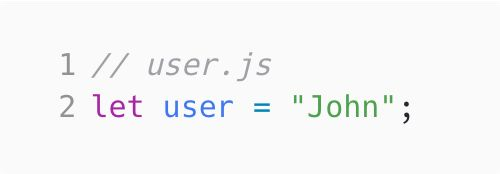 1 // user.js
2 let user = "John";